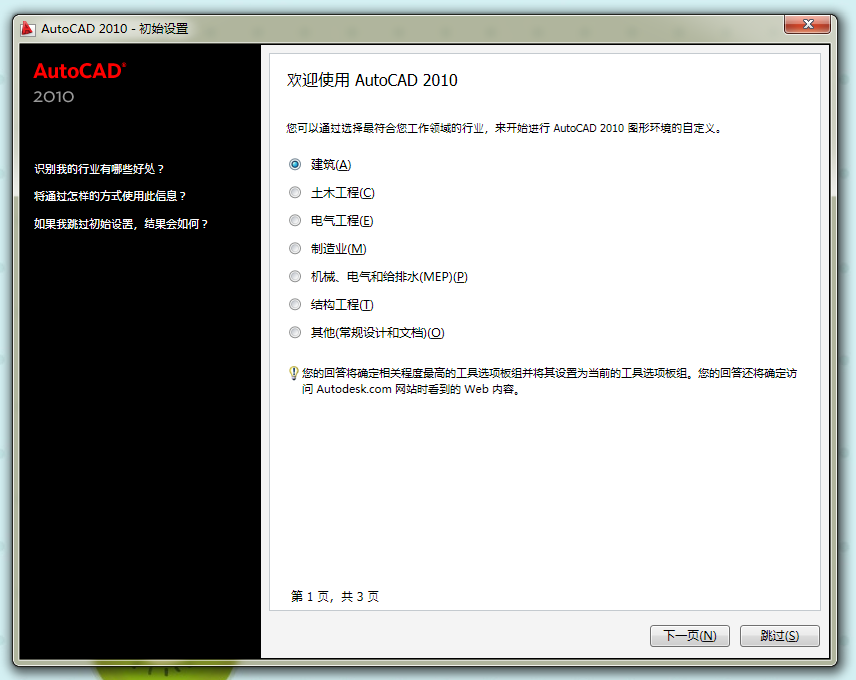 AutoCAD 2010 - 初始设置
AutoCAD®
2010
识别我的行业有哪些好处？
将通过怎样的方式使用此信息？
如果我跳过初始设置，结果会如何？
欢迎使用 AutoCAD 2010
您可以通过选择最符合您工作领域的行业，来开始进行 AutoCAD 2010 图形环境的自定义。
建筑(A)
土木工程(C)
电气工程(E)
制造业(M)
机械、电气和给排水(MEP)(P)
结构工程(T)
其他(常规设计和文档)(O)
您的回答将确定相关程度最高的工具选项板组并将其设置为当前的工具选项板组。您的回答还将确定访
问 Autodesk.com 网站时看到的 Web 内容。
第 1 页，共 3 页
下一页(N)
跳过(S)